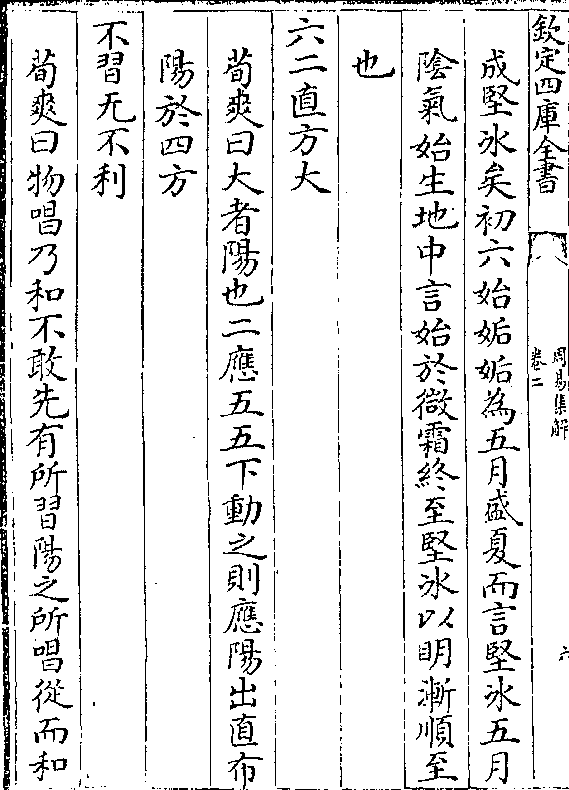 欽定四庫全書
周易集解
卷二
六
成堅冰矣初六始姤姤為五月盛夏而言堅冰五月
陰氣始生地中言始於微霜終至堅冰以明漸順至
也
六二直方大
荀爽曰大者陽也二應五五下動之則應陽出直布
陽於四方
不習无不利
荀爽曰物唱乃和不敢先有所習陽之所唱從而和